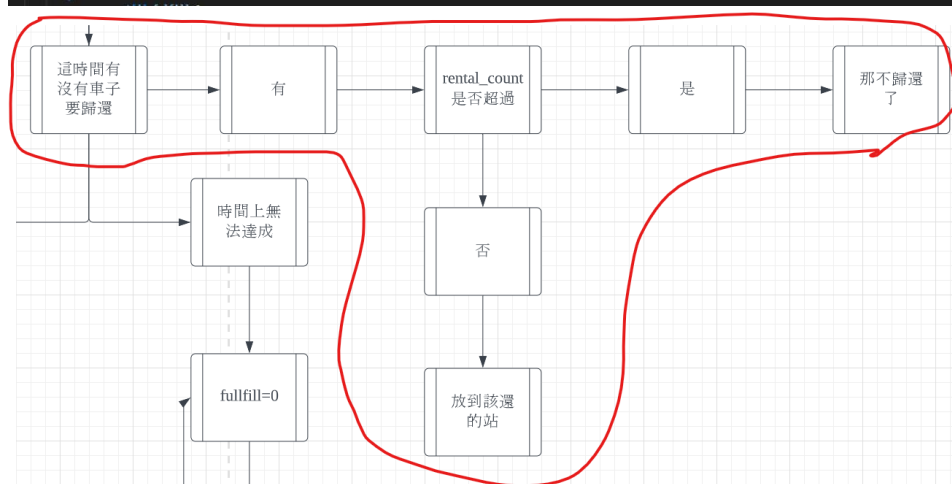 這時間有
沒有車子
要歸還
有
rental_count
是否超過
是
那不歸還
了
時間上無
法達成
否
fullfill=0
放到該還
的站